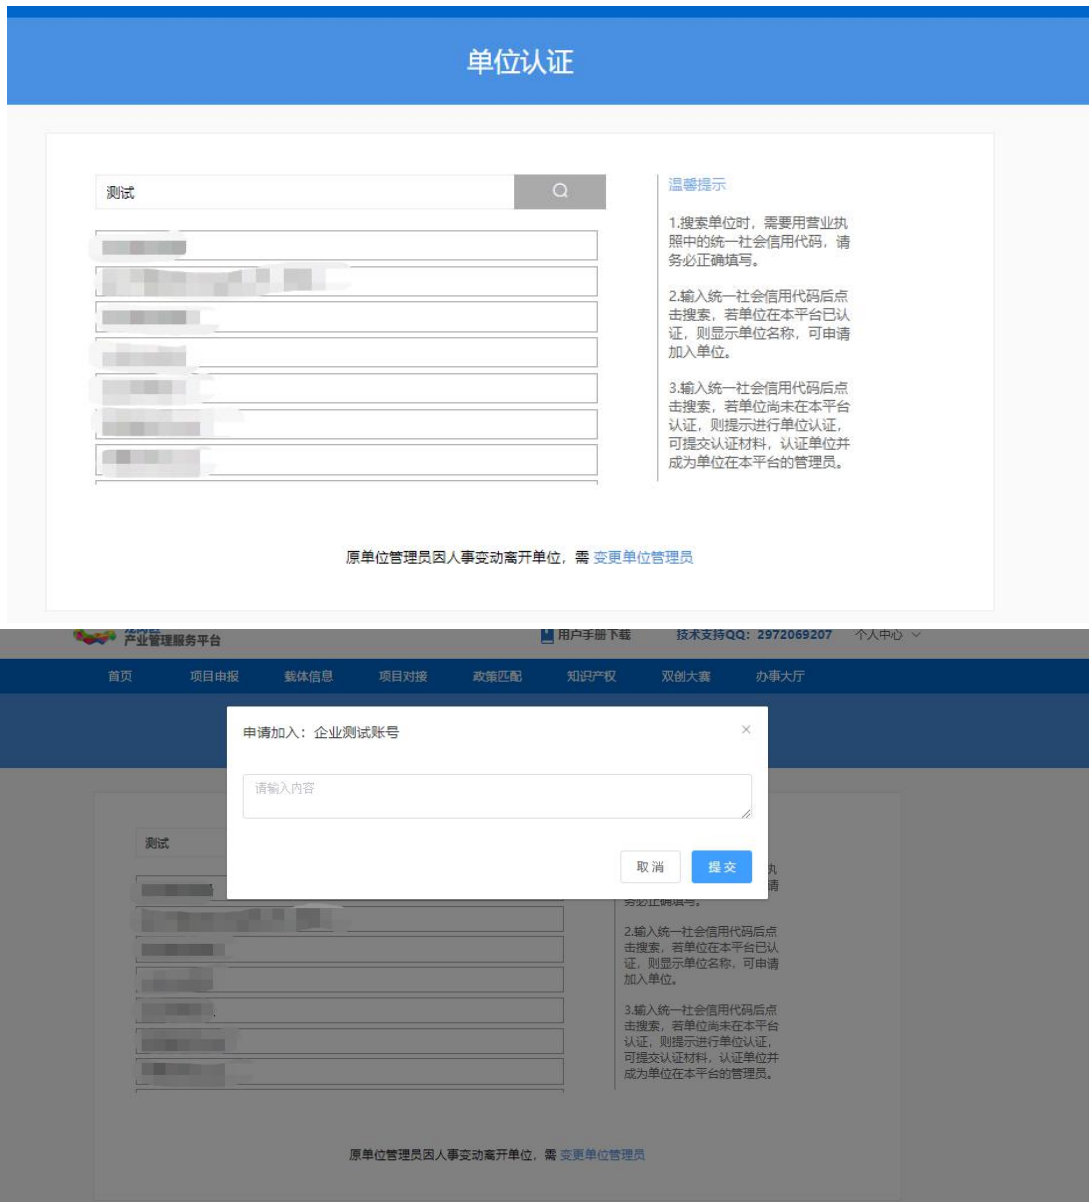 单位认证
测试
温馨提示
1.搜索单位时，需要用营业执
照中的统一社会信用代码，请
务必正确填写。
2.输入统一社会信用代码后点
击搜索，若单位在本平台已认
证，则显示单位名称，可申请
加入单位。
3.输入统一社会信用代码后点
击搜索，若单位尚未在本平台
认证，则提示进行单位认证，
可提交认证材料，认证单位并
成为单位在本平台的管理员。
原单位管理员因人事变动离开单位，需 变更单位管理员
产业管理服务平台
用户手册下载 技术支持QQ：2972069207 个人中心
首页 项目申报 载体信息 项目对接 政策匹配 知识产权 双创大赛 办事大厅
申请加入：企业测试账号
请输入内容
取消 提交
测试
执
请
务必正确填写。
2.输入统一社会信用代码后点
击搜索，若单位在本平台已认
证，则显示单位名称，可申请
加入单位。
3.输入统一社会信用代码后点
击搜索，若单位尚未在本平台
认证，则提示进行单位认证，
可提交认证材料，认证单位并
成为单位在本平台的管理员。
原单位管理员因人事变动离开单位，需 变更单位管理员